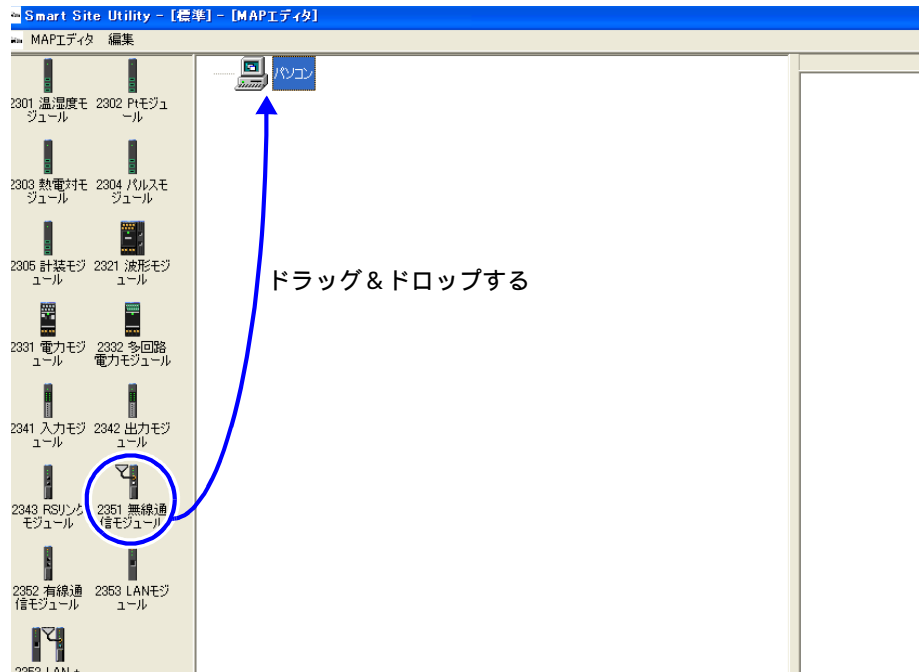 Smart Site Utility - [標準] - [MAPエディタ]
MAPエディタ 編集
パソコン
2301 温湿度モ
ジュール
2302 Ptモジュ
ール
2303 熱電対モ
ジュール
2304 パルスモ
ジュール
2305 計装モジ
ュール
2321 波形モジ
ュール
ドラッグ＆ドロップする
2331 電力モジ
ュール
2332 多回路
電力モジュール
2341 入力モジ
ュール
2342 出力モジ
ュール
2343 RSリンク
モジュール
2351 無線通
信モジュール
2352 有線通
信モジュール
2353 LANモジ
ュール
2353 LAN +